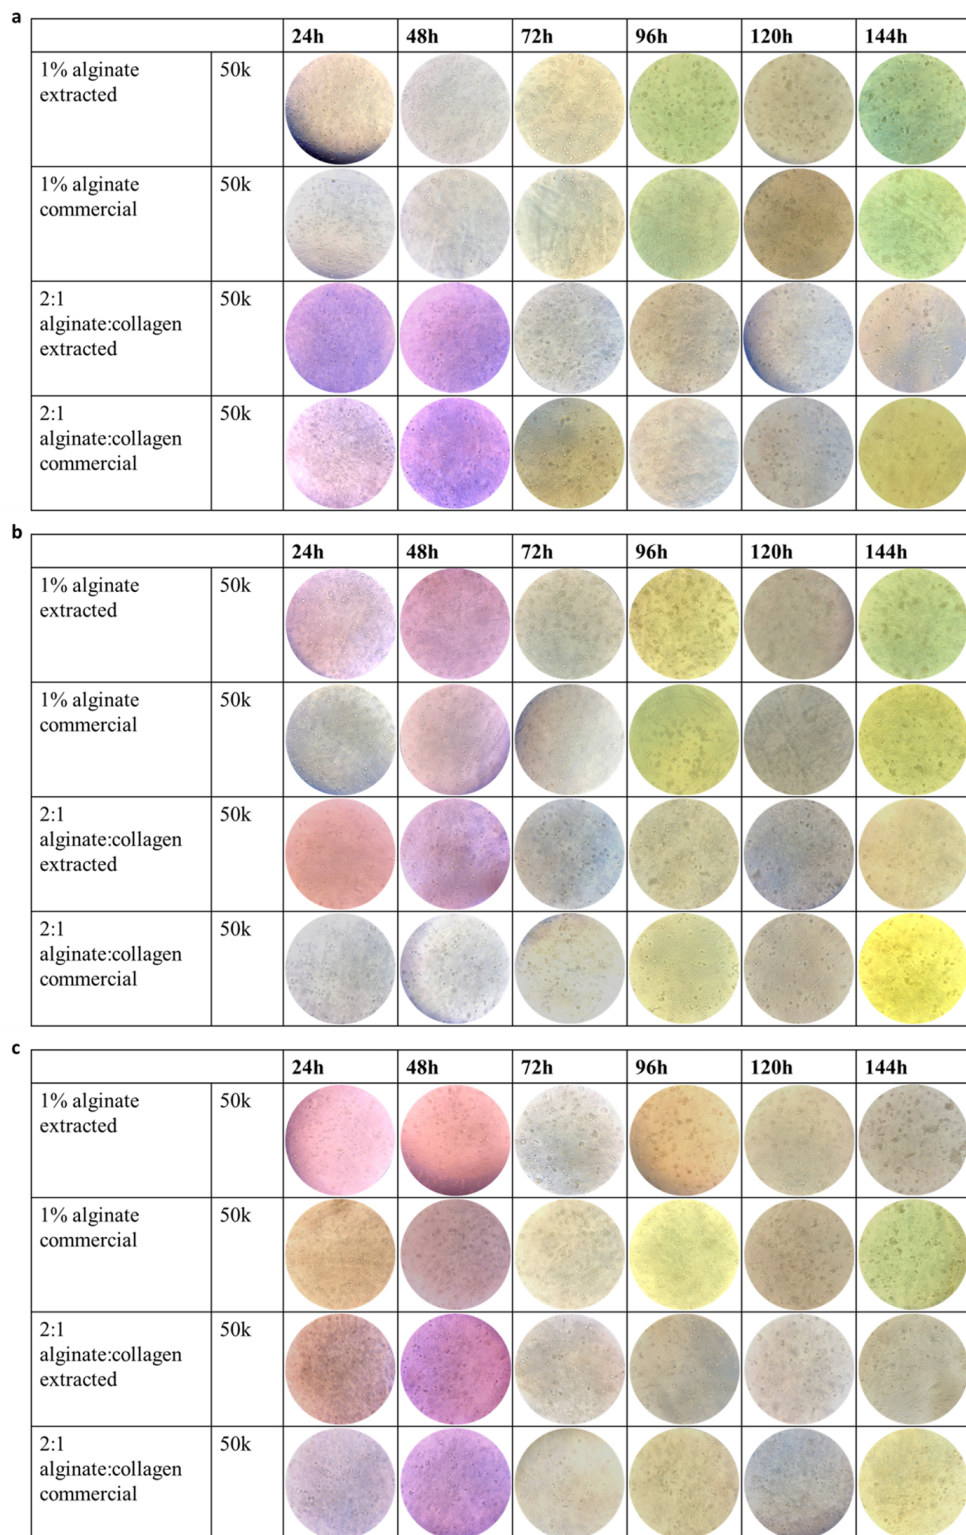 a
24h 48h 72h 96h 120h 144h
1% alginate 50k
extracted
1% alginate 50k
commercial
2:1 50k
alginate:collagen
extracted
2:1 50k
alginate:collagen
commercial
b
24h 48h 72h 96h 120h 144h
1% alginate 50k
extracted
1% alginate 50k
commercial
2:1 50k
alginate:collagen
extracted
2:1 50k
alginate:collagen
commercial
c
24h 48h 72h 96h 120h 144h
1% alginate 50k
extracted
1% alginate 50k
commercial
2:1 50k
alginate:collagen
extracted
2:1 50k
alginate:collagen
commercial